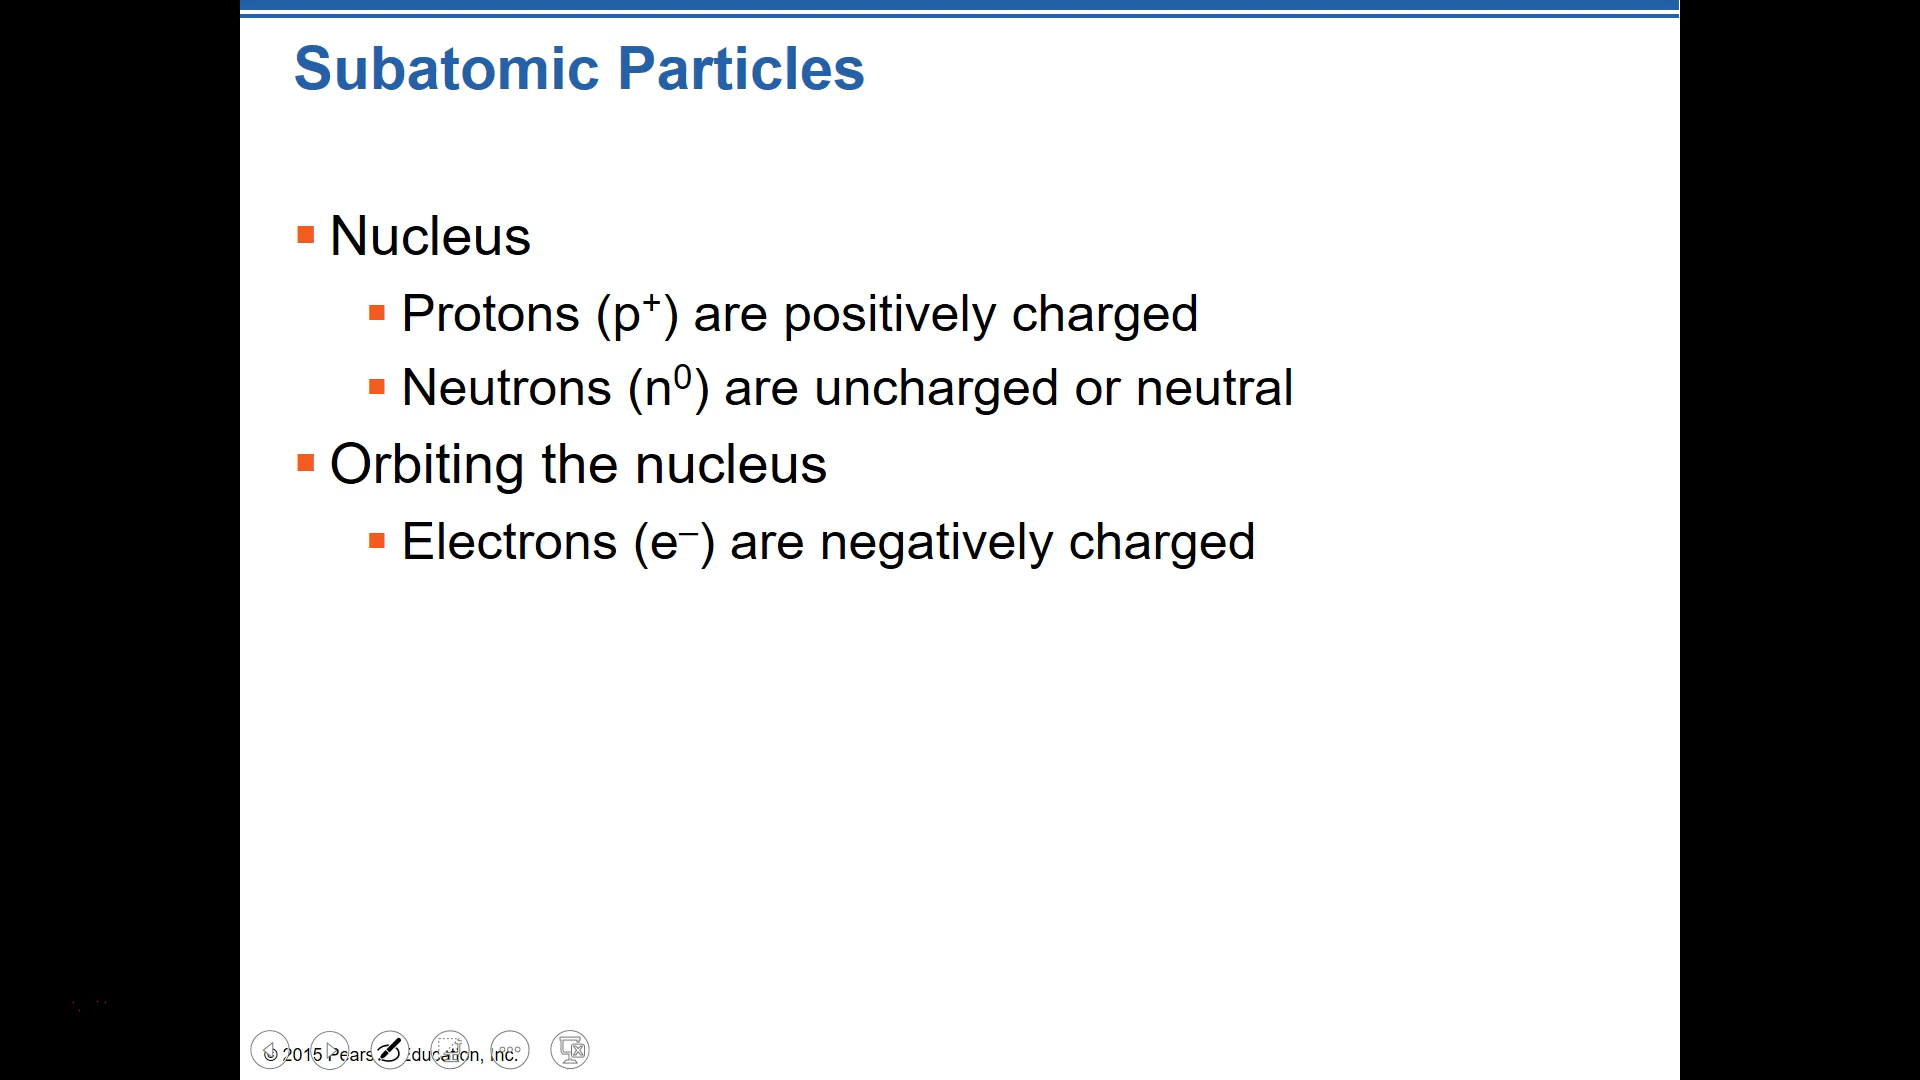 Subatomic Particles
▪ Nucleus
▪ Protons (p⁺) are positively charged
▪ Neutrons (n⁰) are uncharged or neutral
▪ Orbiting the nucleus
▪ Electrons (e⁻) are negatively charged
© 2015 Pearson Education, Inc.